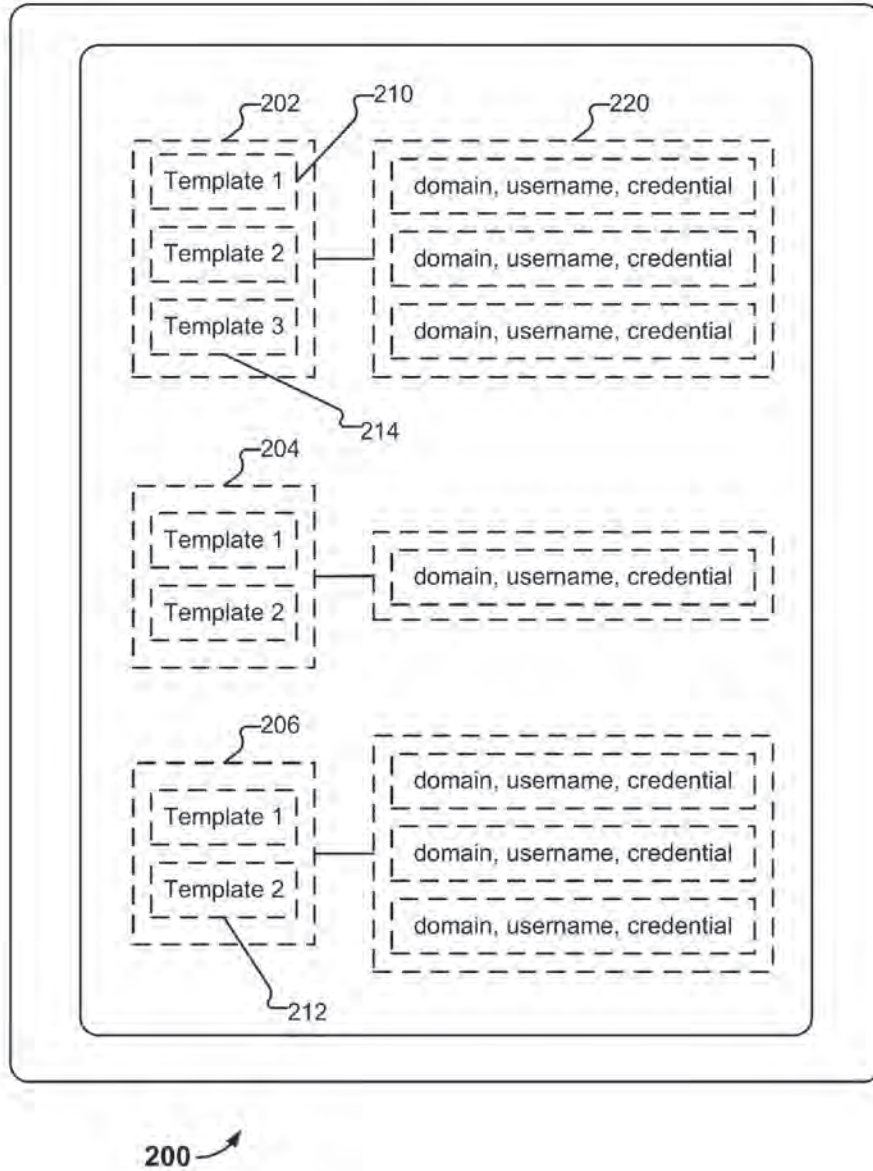 202
210
220
Template 1
domain, username, credential
Template 2
domain, username, credential
Template 3
domain, username, credential
214
204
Template 1
domain, username, credential
Template 2
206
domain, username, credential
Template 1
domain, username, credential
Template 2
domain, username, credential
212
200